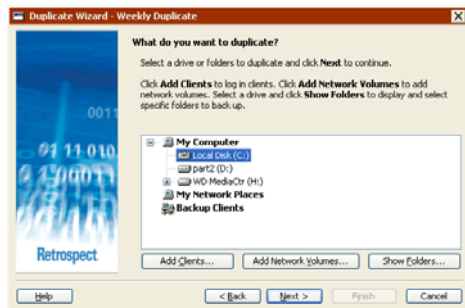 Duplicate Wizard - Weekly Duplicate
What do you want to duplicate?
Select a drive or folders to duplicate and click Next to continue.
Click Add Clients to log in clients. Click Add Network Volumes to add
network volumes. Select a drive and click Show Folders to display and select
specific folders to back up.
My Computer
Local Disk (C:)
part2 (D:)
WD MediaCtr (H:)
My Network Places
Backup Clients
Retrospect
Add Clients...
Add Network Volumes...
Show Folders...
Help
< Back
Next >
Finish
Cancel